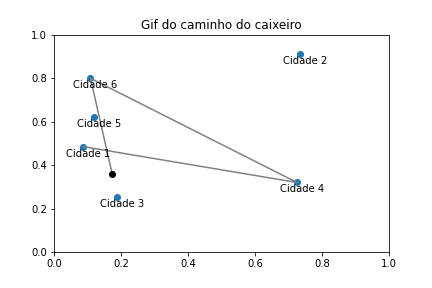 Gif do caminho do caixeiro
1.0
Cidade 2
0.8
Cidade 6
0.6
Cidade 5
Cidade 1
0.4
Cidade 4
0.2
Cidade 3
0.0
0.0 0.2 0.4 0.6 0.8 1.0